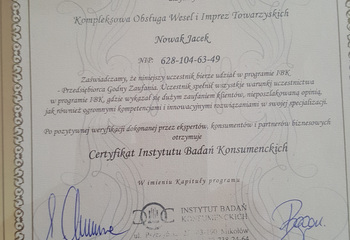 Kompleksowa Obsługa Wesel i Imprez Towarzyskich
Nowak Jacek
NIP: 628-104-63-49
Zaświadczamy, że niniejszy uczestnik bierze udział w programie FBK
- Przedsiębiorca Godny Zaufania. Uczestnik spełnił wszystkie warunki uczestnictwa
w programie FBK, gdzie wykazał się dużym zaufaniem klientów, nieposzlakowaną opinią,
jak również ogromnymi kompetencjami i innowacyjnymi rozwiązaniami w swojej specjalizacji.
Po pozytywnej weryfikacji dokonanej przez ekspertów, konsumentów i partnerów biznesowych
otrzymuje
Certyfikat Instytutu Badań Konsumenckich
W imieniu Kapituły programu
INSTYTUT BADAŃ
KONSUMENCKICH
Mikołów